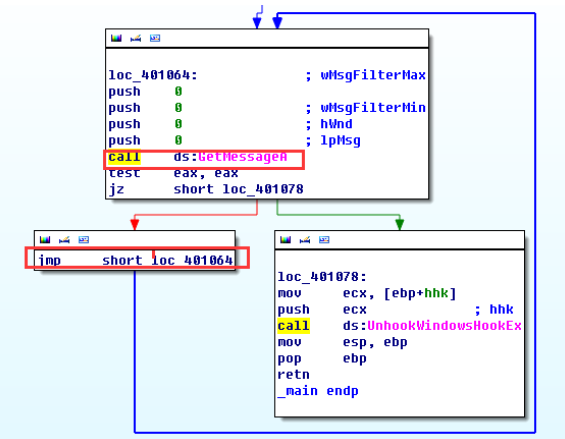 loc_401064: ; wMsgFilterMax
push 0
push 0 ; wMsgFilterMin
push 0 ; hWnd
push 0 ; lpMsg
call ds:GetMessageA
test eax, eax
jz short loc_401078
jmp short loc_401064
loc_401078:
mov ecx, [ebp+hhk]
push ecx ; hhk
call ds:UnhookWindowsHookEx
mov esp, ebp
pop ebp
retn
_main endp